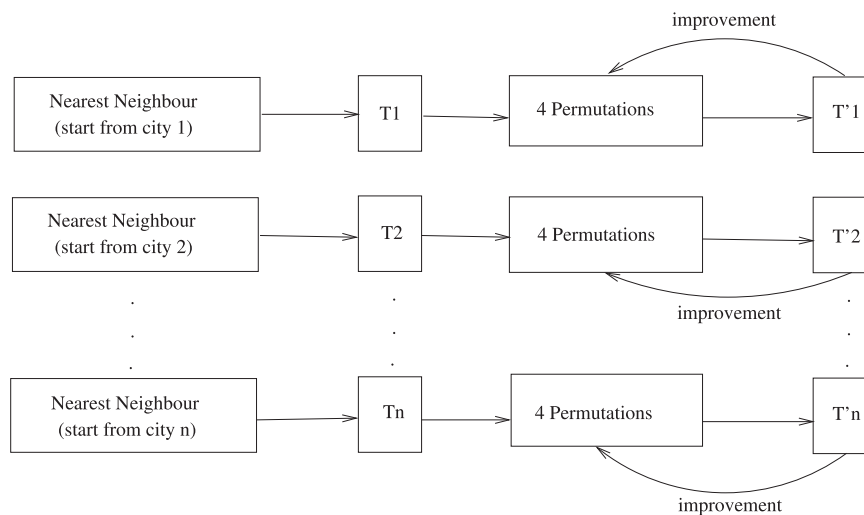 improvement
Nearest Neighbour
(start from city 1)
T1
4 Permutations
T'1
Nearest Neighbour
(start from city 2)
T2
4 Permutations
T'2
improvement
Nearest Neighbour
(start from city n)
Tn
4 Permutations
T'n
improvement